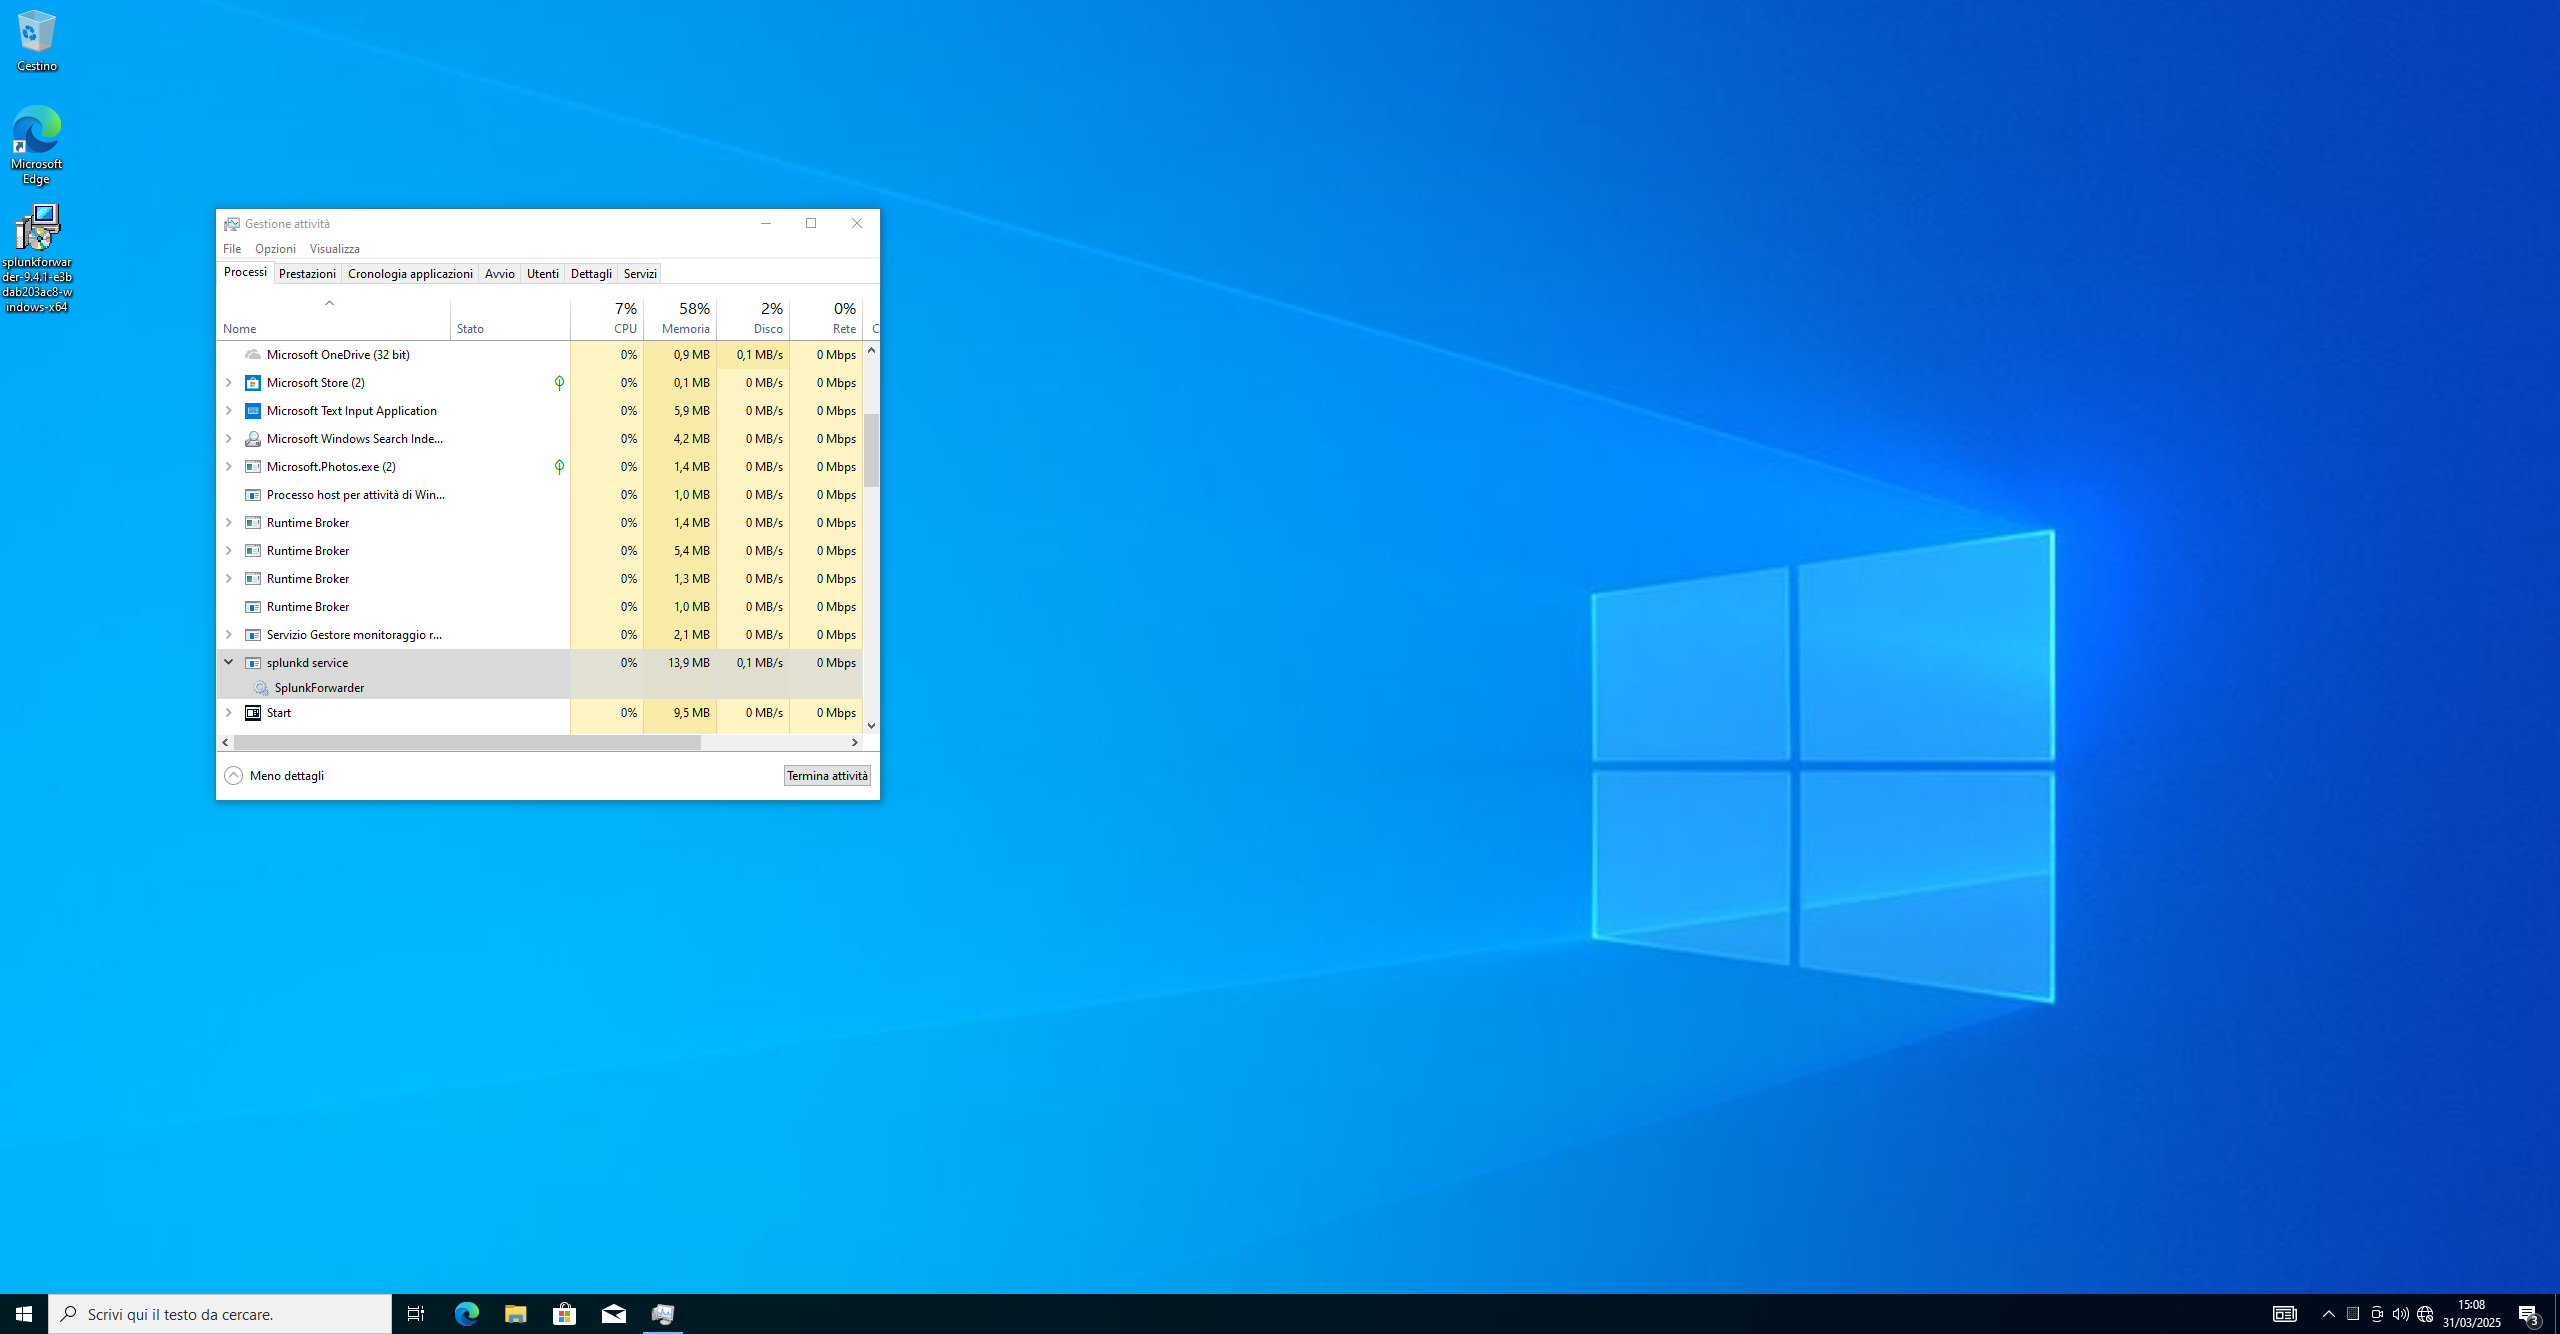 Cestino
Microsoft
Edge
splunkforwar
der-9.4.1-e3b
dab203ac8-w
indows-x64
Gestione attività
File Opzioni Visualizza
Processi Prestazioni Cronologia applicazioni Avvio Utenti Dettagli Servizi
7% 58% 2% 0%
Nome Stato CPU Memoria Disco Rete C
Microsoft OneDrive (32 bit) 0% 0,9 MB 0,1 MB/s 0 Mbps
Microsoft Store (2) 0% 0,1 MB 0 MB/s 0 Mbps
Microsoft Text Input Application 0% 5,9 MB 0 MB/s 0 Mbps
Microsoft Windows Search Inde... 0% 4,2 MB 0 MB/s 0 Mbps
Microsoft.Photos.exe (2) 0% 1,4 MB 0 MB/s 0 Mbps
Processo host per attività di Win... 0% 1,0 MB 0 MB/s 0 Mbps
Runtime Broker 0% 1,4 MB 0 MB/s 0 Mbps
Runtime Broker 0% 5,4 MB 0 MB/s 0 Mbps
Runtime Broker 0% 1,3 MB 0 MB/s 0 Mbps
Runtime Broker 0% 1,0 MB 0 MB/s 0 Mbps
Servizio Gestore monitoraggio r... 0% 2,1 MB 0 MB/s 0 Mbps
splunkd service 0% 13,9 MB 0,1 MB/s 0 Mbps
SplunkForwarder
Start 0% 9,5 MB 0 MB/s 0 Mbps
Meno dettagli Termina attività
Scrivi qui il testo da cercare.
15:08
31/03/2025
3